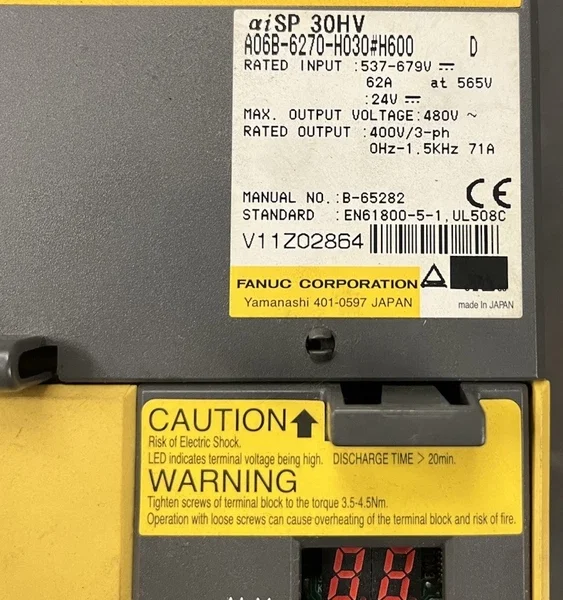 αiSP 30HV
A06B-6270-H030#H600 D
RATED INPUT :537-679V ⎓
62A at 565V
:24V ⎓
MAX. OUTPUT VOLTAGE:480V ~
RATED OUTPUT :400V/3-ph
0Hz-1.5KHz 71A
MANUAL NO.:B-65282
STANDARD :EN61800-5-1,UL508C
CE
V11Z02864
FANUC CORPORATION
Yamanashi 401-0597 JAPAN
made in JAPAN
CAUTION
Risk of Electric Shock.
LED indicates terminal voltage being high. DISCHARGE TIME > 20min.
WARNING
Tighten screws of terminal block to the torque 3.5-4.5Nm.
Operation with loose screws can cause overheating of the terminal block and risk of fire.